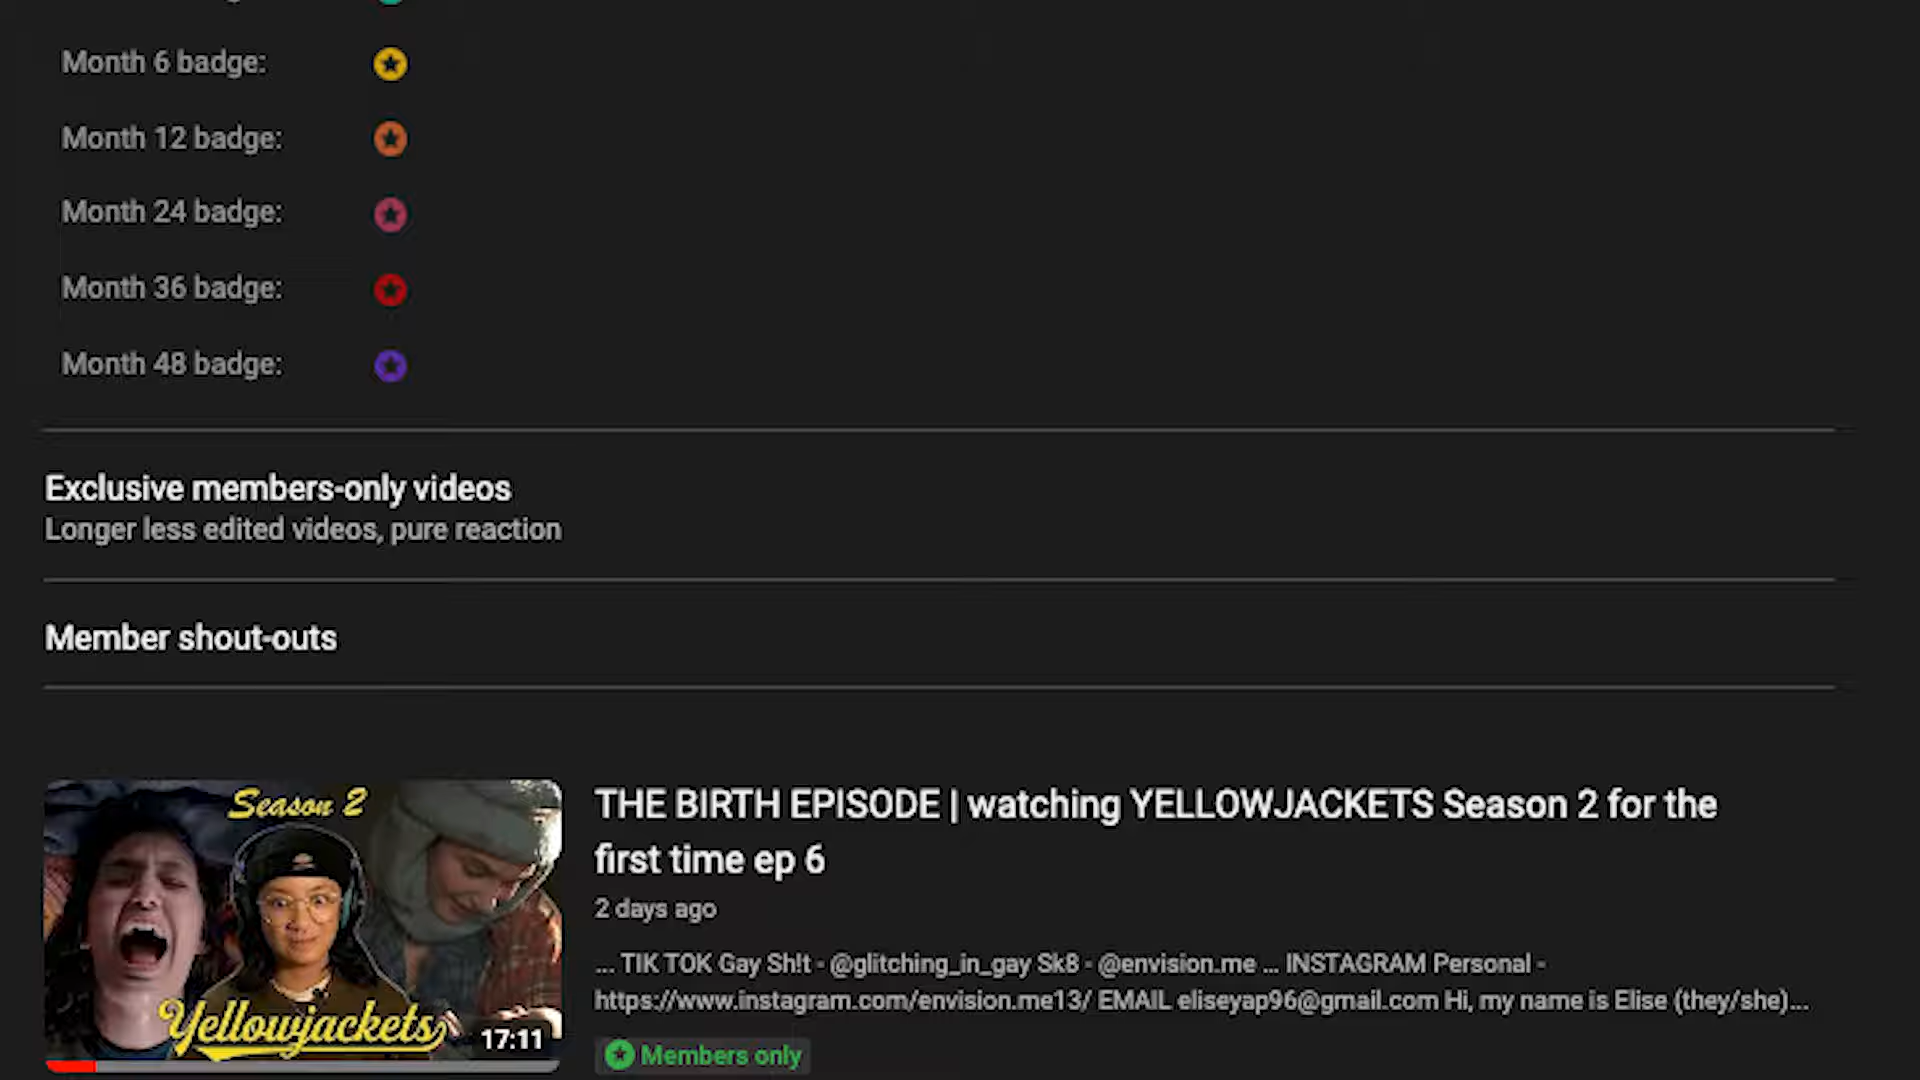 Month 6 badge:
Month 12 badge:
Month 24 badge:
Month 36 badge:
Month 48 badge:
Exclusive members-only videos
Longer less edited videos, pure reaction
Member shout-outs
Season 2
Yellowjackets
17:11
THE BIRTH EPISODE | watching YELLOWJACKETS Season 2 for the
first time ep 6
2 days ago
... TIK TOK Gay Sh!t - @glitching_in_gay Sk8 - @envision.me ... INSTAGRAM Personal -
https://www.instagram.com/envision.me13/ EMAIL eliseyap96@gmail.com Hi, my name is Elise (they/she)...
Members only